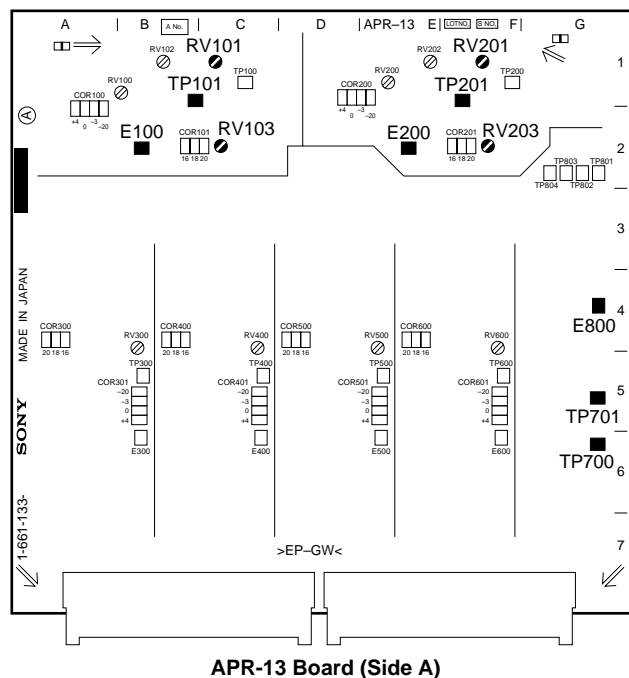 A B A No. C D APR–13 E LOTNO. S NO. F G
RV102 RV101 RV202 RV201 1
RV100 TP101 TP100 RV200 TP201 TP200
COR100 COR200
+4 –3 +4 –3
0 –20 0 –20
A
E100 COR101 RV103 E200 COR201 RV203 2
16 18 20 16 18 20
TP803 TP801
TP804 TP802
3
4
E800
COR300 RV300 COR400 RV400 COR500 RV500 COR600 RV600
20 18 16 20 18 16 20 18 16 20 18 16
TP300 TP400 TP500 TP600
COR301 COR401 COR501 COR601
–20 –20 –20 –20
–3 –3 –3 –3 5
0 0 0 0
+4 +4 +4 +4
TP701
E300 E400 E500 E600
TP700
6
7
MADE IN JAPAN
SONY
1-661-133-
>EP–GW<
APR-13 Board (Side A)